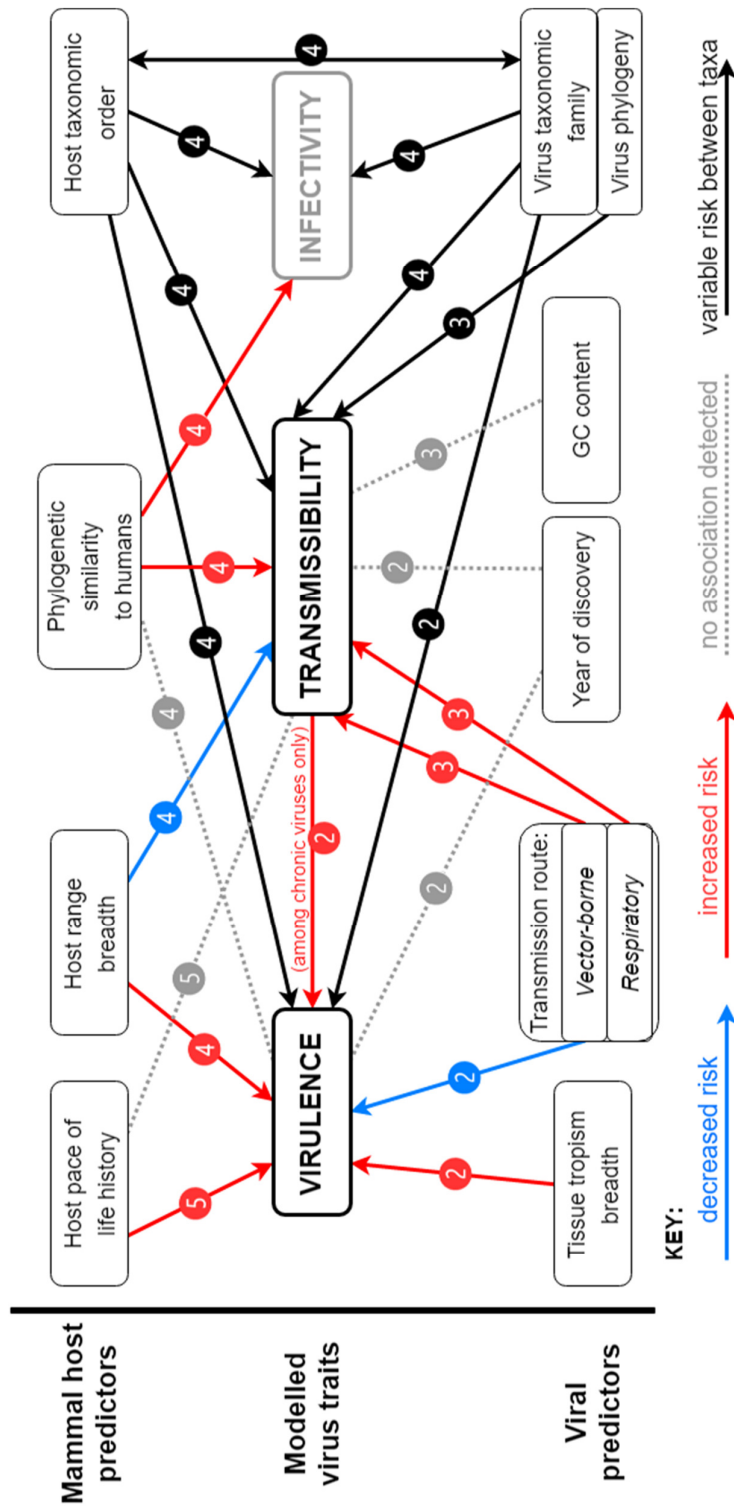 Mammal host
predictors
Host pace of
life history
Host range
breadth
Phylogenetic
similarity
to humans
Host taxonomic
order
5
4
5
4
4
4
4
4
4
4
4
Modelled
virus traits
VIRULENCE
(among chronic viruses only)
2
TRANSMISSIBILITY
INFECTIVITY
2
2
2
3
3
2
2
3
4
3
4
Viral
predictors
Tissue tropism
breadth
Transmission route:
Vector-borne
Respiratory
Year of discovery
GC content
Virus taxonomic
family
Virus phylogeny
KEY:
decreased risk
increased risk
no association detected
variable risk between taxa